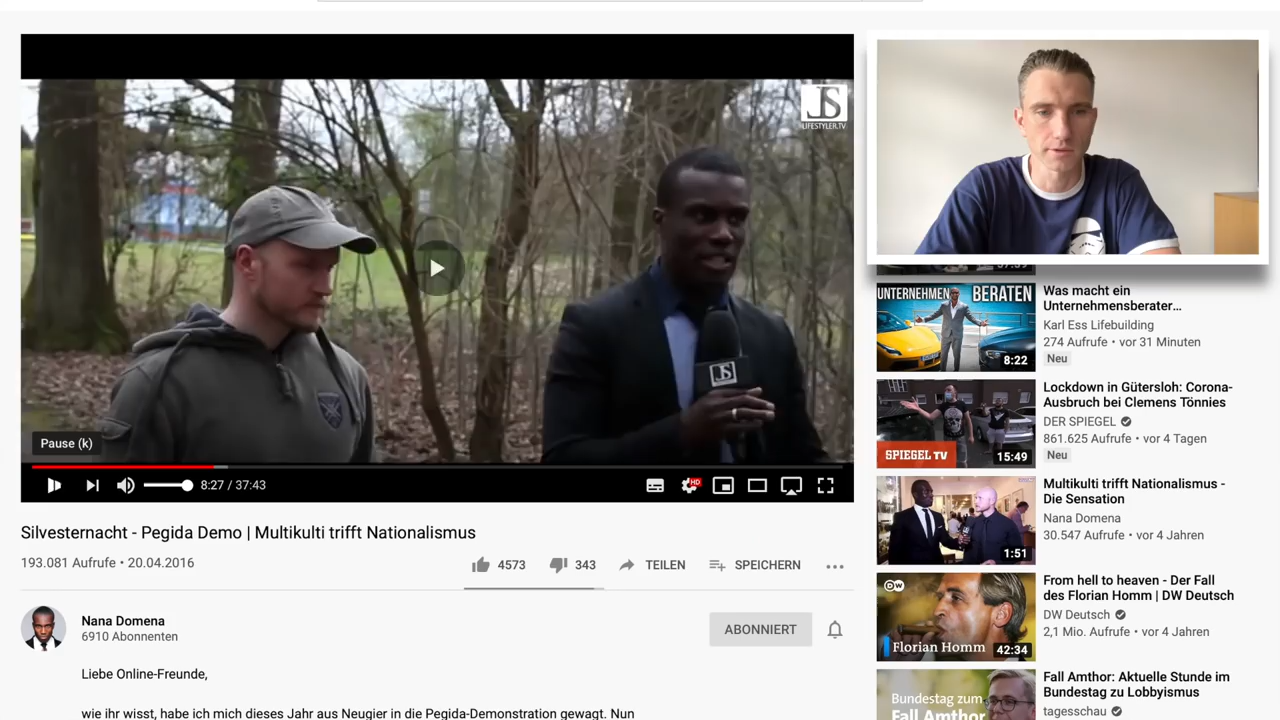 JS
LIFESTYLER.TV
JS
Pause (k)
8:27 / 37:43
HD
Silvesternacht - Pegida Demo | Multikulti trifft Nationalismus
193.081 Aufrufe • 20.04.2016
4573
343
TEILEN
SPEICHERN
Nana Domena
6910 Abonnenten
ABONNIERT
Liebe Online-Freunde,
wie ihr wisst, habe ich mich dieses Jahr aus Neugier in die Pegida-Demonstration gewagt. Nun
UNTERNEHMEN BERATEN
8:22
Was macht ein
Unternehmensberater...
Karl Ess Lifebuilding
274 Aufrufe • vor 31 Minuten
Neu
SPIEGEL TV
15:49
Lockdown in Gütersloh: Corona-
Ausbruch bei Clemens Tönnies
DER SPIEGEL
861.625 Aufrufe • vor 4 Tagen
Neu
1:51
Multikulti trifft Nationalismus -
Die Sensation
Nana Domena
30.547 Aufrufe • vor 4 Jahren
DW
Florian Homm
42:34
From hell to heaven - Der Fall
des Florian Homm | DW Deutsch
DW Deutsch
2,1 Mio. Aufrufe • vor 4 Jahren
Bundestag zum
Fall Amthor
Fall Amthor: Aktuelle Stunde im
Bundestag zu Lobbyismus
tagesschau